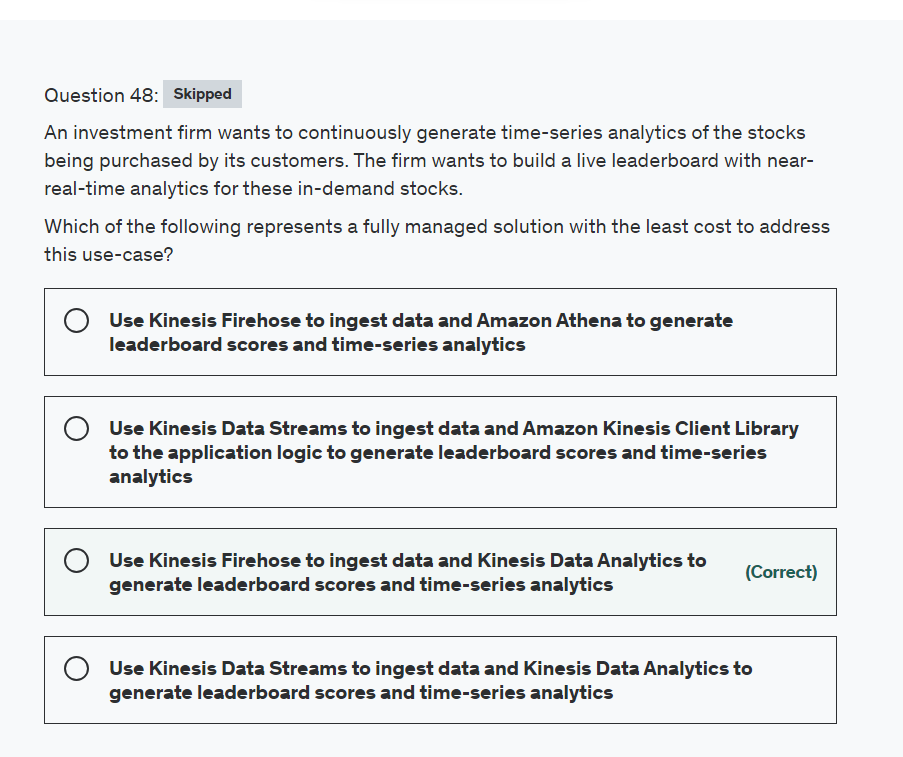 Question 48: Skipped
An investment firm wants to continuously generate time-series analytics of the stocks
being purchased by its customers. The firm wants to build a live leaderboard with near-
real-time analytics for these in-demand stocks.
Which of the following represents a fully managed solution with the least cost to address
this use-case?
Use Kinesis Firehose to ingest data and Amazon Athena to generate
leaderboard scores and time-series analytics
Use Kinesis Data Streams to ingest data and Amazon Kinesis Client Library
to the application logic to generate leaderboard scores and time-series
analytics
Use Kinesis Firehose to ingest data and Kinesis Data Analytics to
generate leaderboard scores and time-series analytics
(Correct)
Use Kinesis Data Streams to ingest data and Kinesis Data Analytics to
generate leaderboard scores and time-series analytics